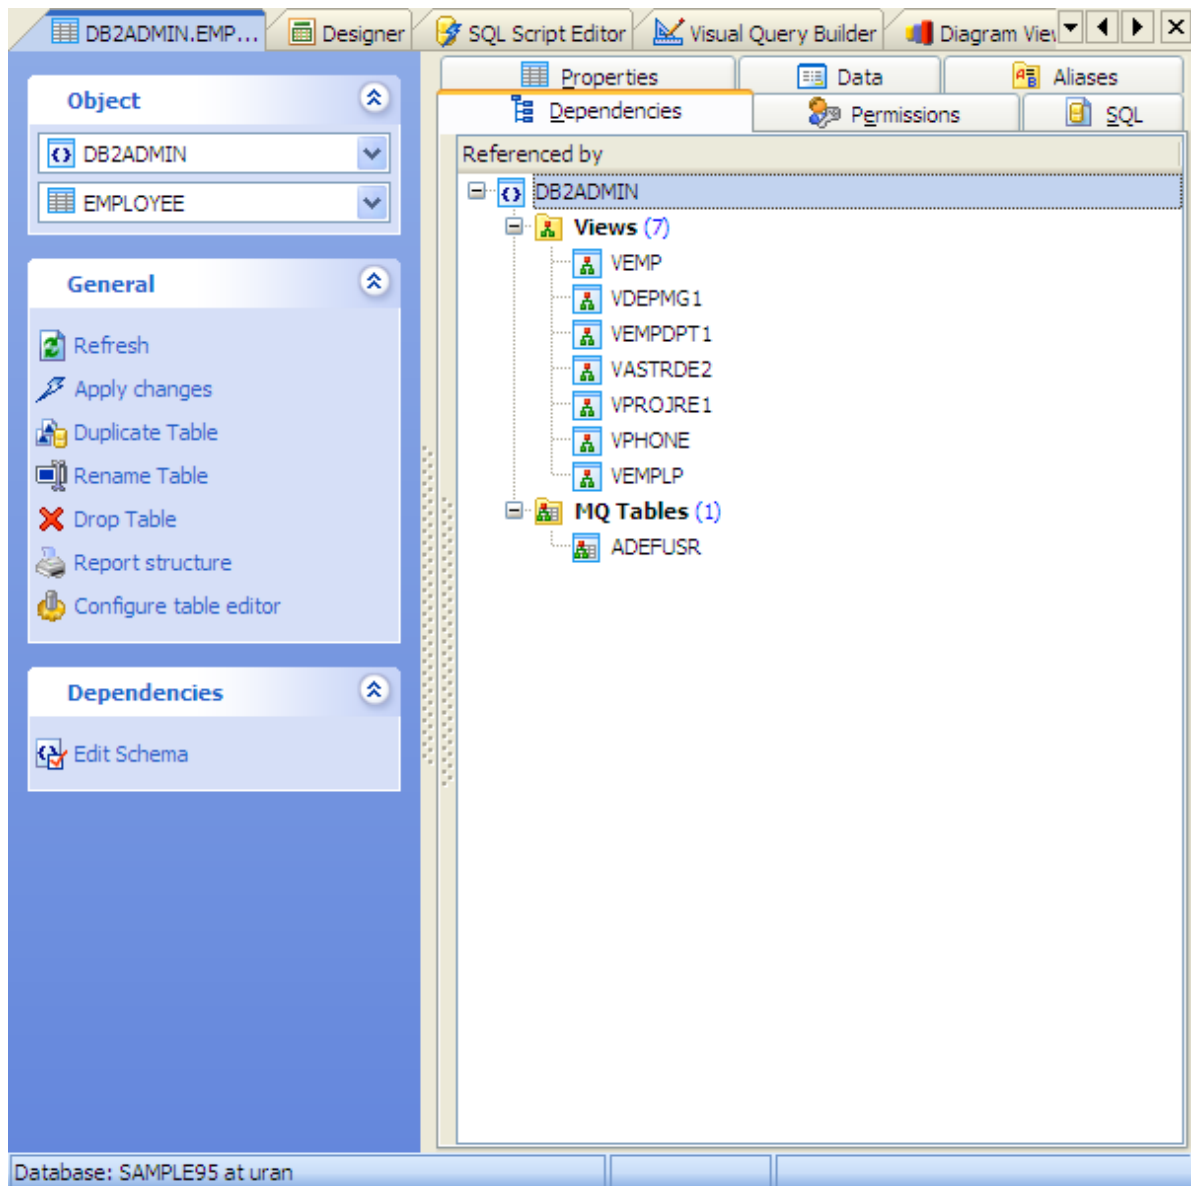 DB2ADMIN.EMP... Designer SQL Script Editor Visual Query Builder Diagram View
Object
DB2ADMIN
EMPLOYEE
General
Refresh
Apply changes
Duplicate Table
Rename Table
Drop Table
Report structure
Configure table editor
Dependencies
Edit Schema
Properties Data Aliases
Dependencies Permissions SQL
Referenced by
DB2ADMIN
Views (7)
VEMP
VDEPMG1
VEMPDPT1
VASTRDE2
VPROJRE1
VPHONE
VEMPLP
MQ Tables (1)
ADEFUSR
Database: SAMPLE95 at uran